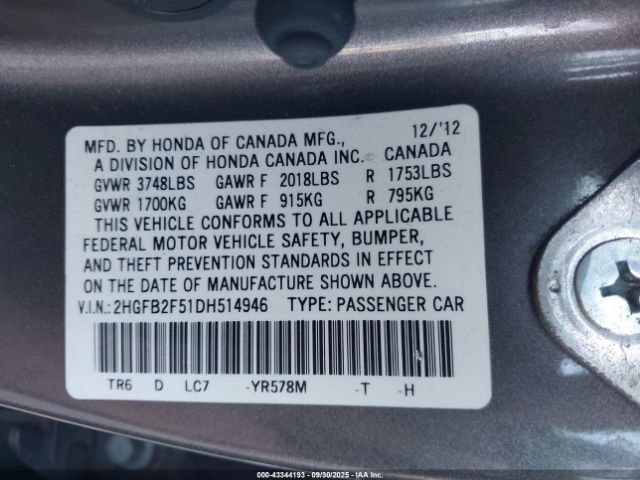 MFD. BY HONDA OF CANADA MFG., 12/'12
A DIVISION OF HONDA CANADA INC. CANADA
GVWR 3748LBS GAWR F 2018LBS R 1753LBS
GVWR 1700KG GAWR F 915KG R 795KG
THIS VEHICLE CONFORMS TO ALL APPLICABLE
FEDERAL MOTOR VEHICLE SAFETY, BUMPER,
AND THEFT PREVENTION STANDARDS IN EFFECT
ON THE DATE OF MANUFACTURE SHOWN ABOVE.
V.I.N.:2HGFB2F51DH514946 TYPE: PASSENGER CAR
TR6 D LC7 -YR578M -T -H
© 43344193 - 09/30/2025 - IAA Inc.